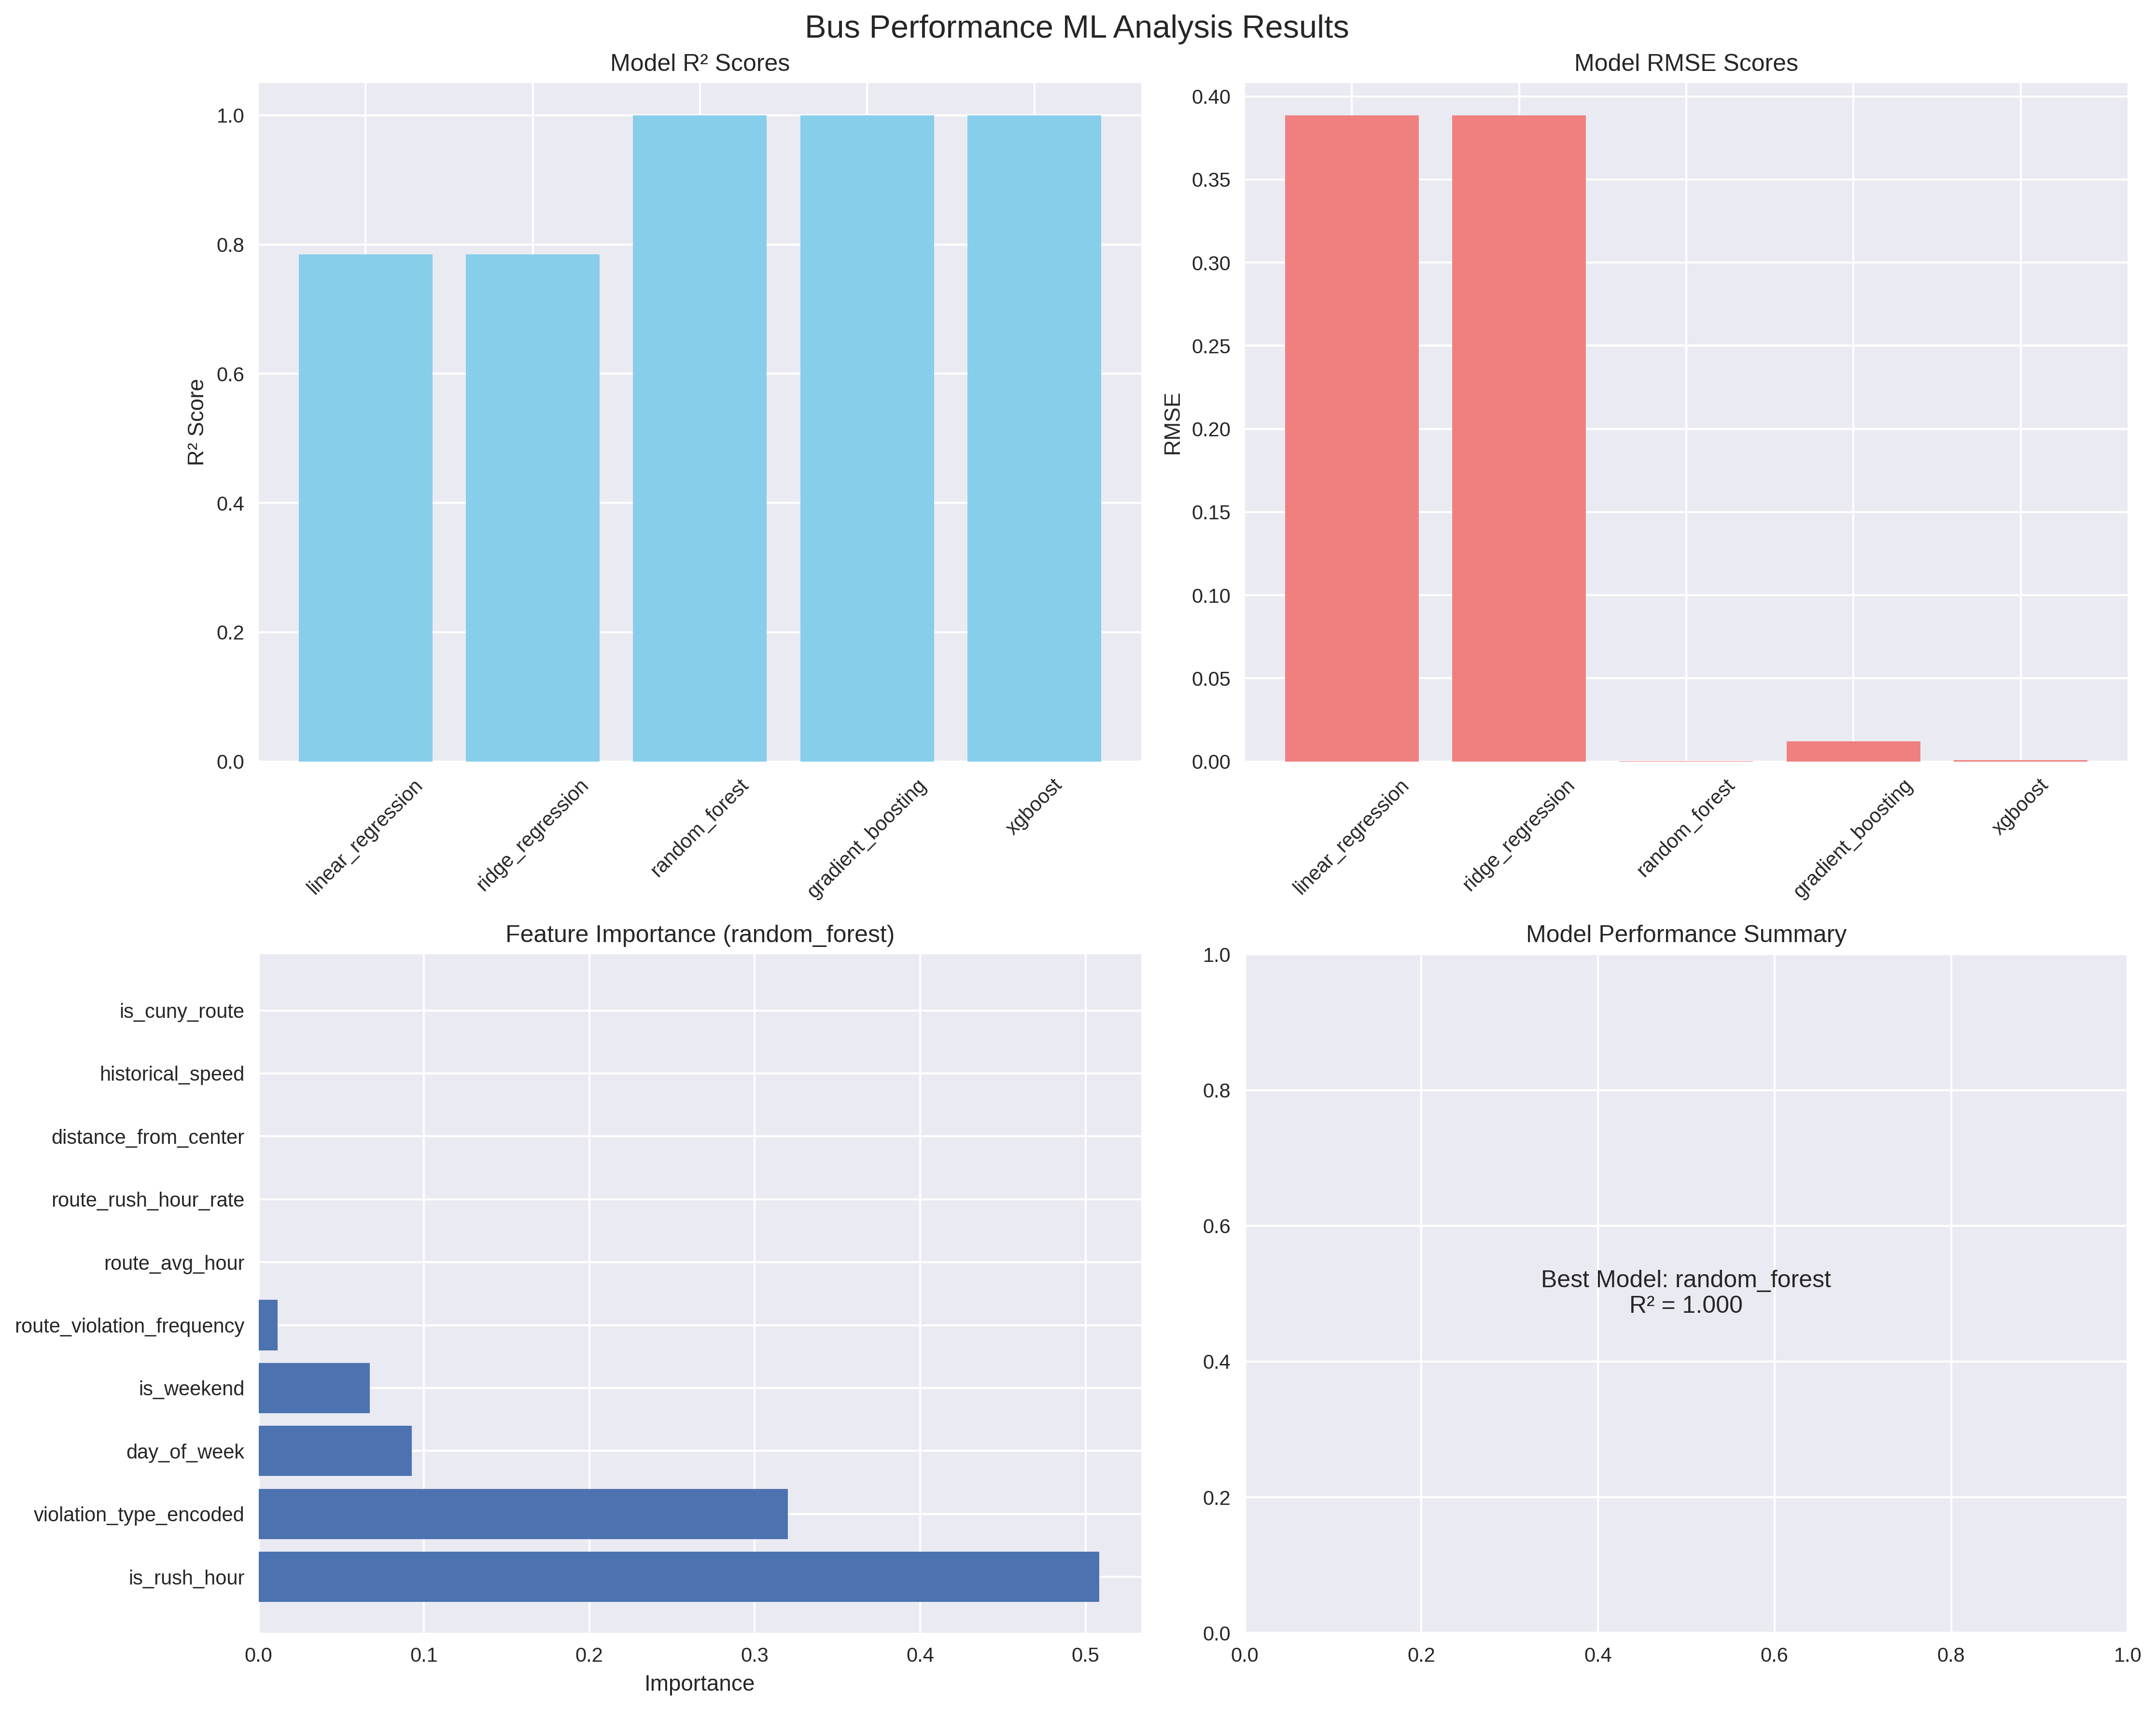 Bus Performance ML Analysis Results
Model R² Scores
R² Score
1.0
0.8
0.6
0.4
0.2
0.0
linear_regression
ridge_regression
random_forest
gradient_boosting
xgboost
Model RMSE Scores
RMSE
0.40
0.35
0.30
0.25
0.20
0.15
0.10
0.05
0.00
linear_regression
ridge_regression
random_forest
gradient_boosting
xgboost
Feature Importance (random_forest)
is_cuny_route
historical_speed
distance_from_center
route_rush_hour_rate
route_avg_hour
route_violation_frequency
is_weekend
day_of_week
violation_type_encoded
is_rush_hour
0.0 0.1 0.2 0.3 0.4 0.5
Importance
Model Performance Summary
1.0
0.8
0.6
0.4
0.2
0.0
Best Model: random_forest
R² = 1.000
0.0 0.2 0.4 0.6 0.8 1.0